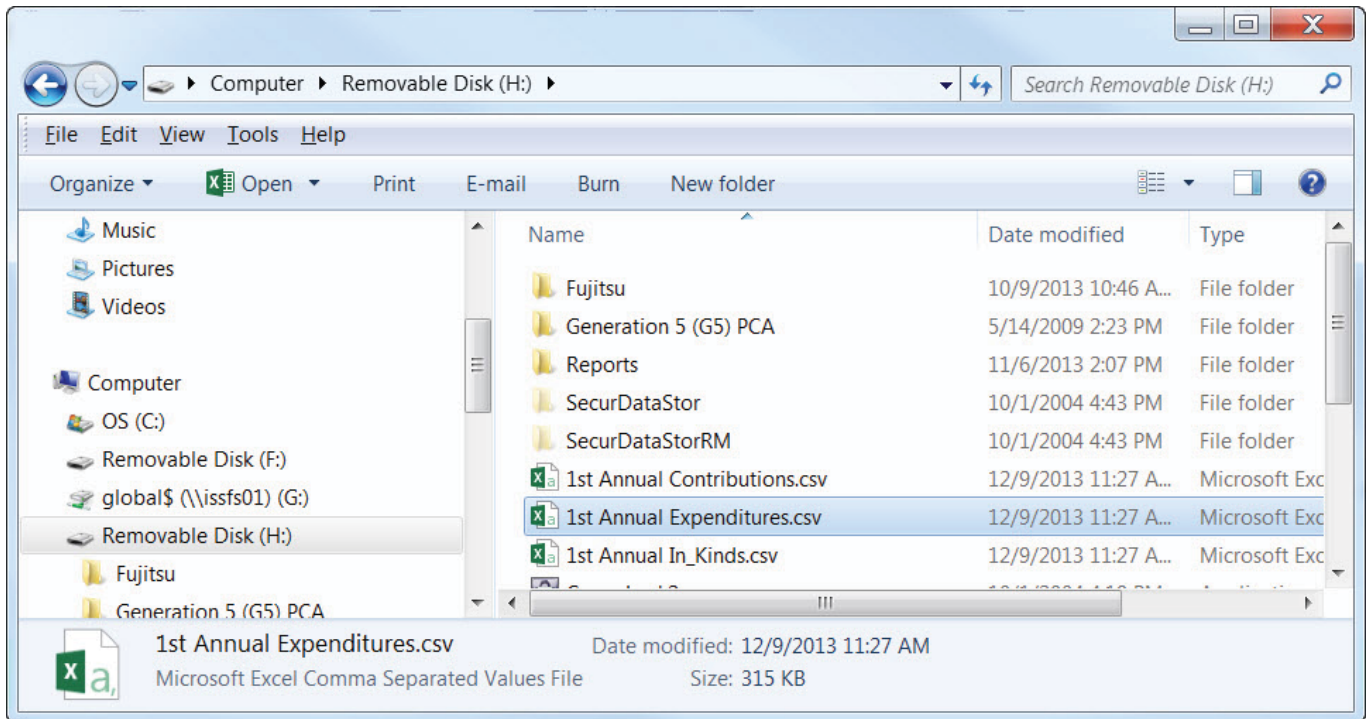 Computer Removable Disk (H:) Search Removable Disk (H:)
File Edit View Tools Help
Organize Open Print E-mail Burn New folder
Music
Pictures
Videos
Computer
OS (C:)
Removable Disk (F:)
global$ (\\issfs01) (G:)
Removable Disk (H:)
Fujitsu
Generation 5 (G5) PCA
Name Date modified Type
Fujitsu 10/9/2013 10:46 A... File folder
Generation 5 (G5) PCA 5/14/2009 2:23 PM File folder
Reports 11/6/2013 2:07 PM File folder
SecurDataStor 10/1/2004 4:43 PM File folder
SecurDataStorRM 10/1/2004 4:43 PM File folder
1st Annual Contributions.csv 12/9/2013 11:27 A... Microsoft Exc
1st Annual Expenditures.csv 12/9/2013 11:27 A... Microsoft Exc
1st Annual In_Kinds.csv 12/9/2013 11:27 A... Microsoft Exc
1st Annual Expenditures.csv Date modified: 12/9/2013 11:27 AM
Microsoft Excel Comma Separated Values File Size: 315 KB